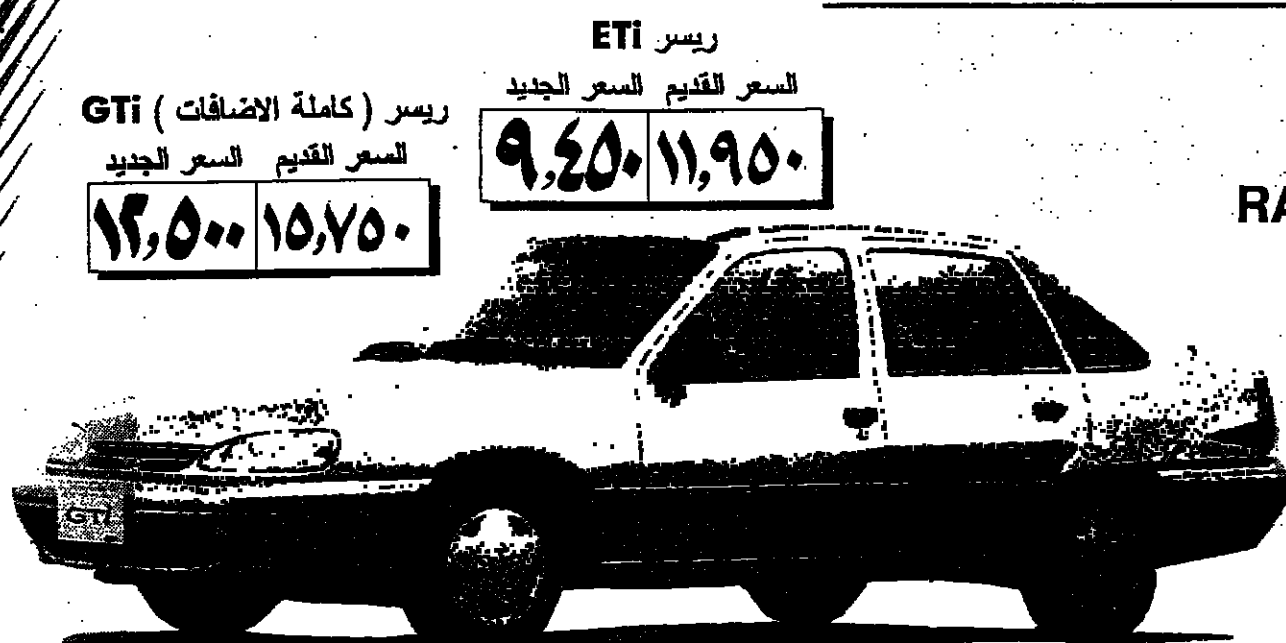 ريسر ETi
السعر القديم السعر الجديد
١١,٩٥٠ ٩,٤٥٠
ريسر ( كاملة الاضافات ) GTi
السعر القديم السعر الجديد
١٥,٧٥٠ ١٢,٥٠٠
RA
GTi